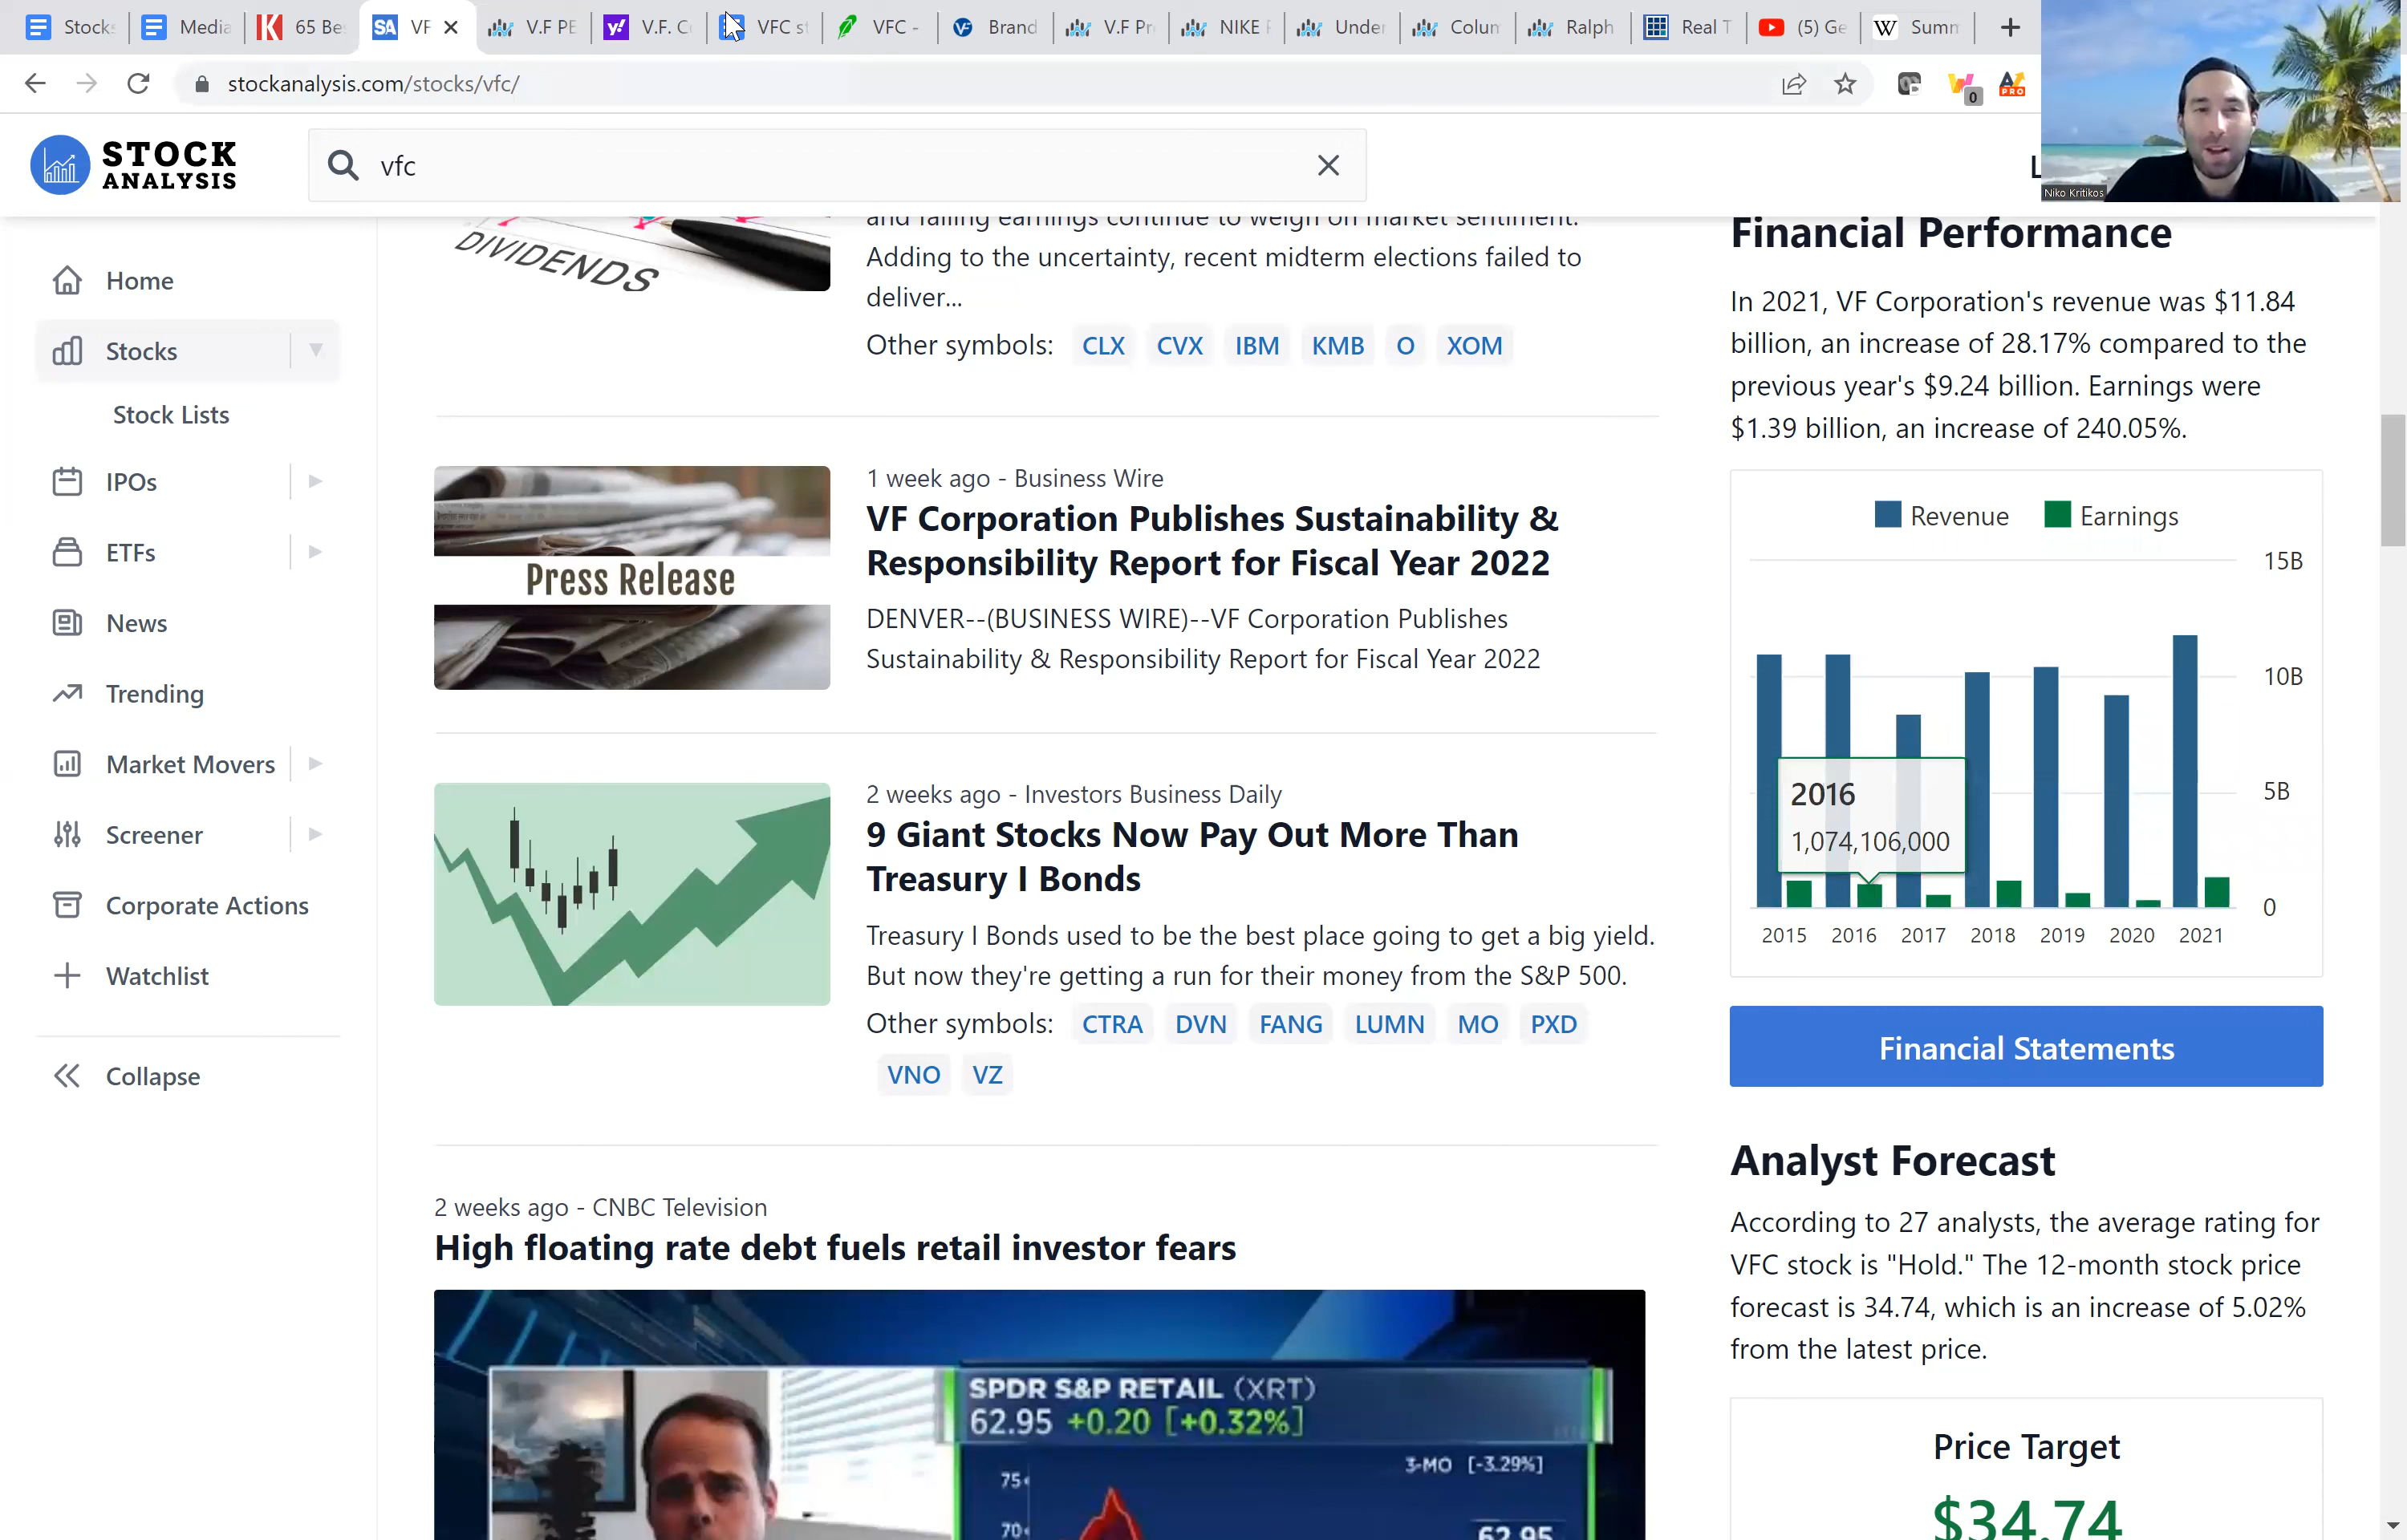 Stocks
Media
65 Be
VF
V.F PE
V.F. C
VFC st
VFC -
Brand
V.F Pr
NIKE F
Under
Colum
Ralph
Real T
(5) Ge
Summ
stockanalysis.com/stocks/vfc/
0
PRO
Niko Kritikos
STOCK
ANALYSIS
vfc
L
Home
Stocks
Stock Lists
IPOs
ETFs
News
Trending
Market Movers
Screener
Corporate Actions
Watchlist
Collapse
DIVIDENDS
and falling earnings continue to weigh on market sentiment.
Adding to the uncertainty, recent midterm elections failed to
deliver...
Other symbols: CLX CVX IBM KMB O XOM
Press Release
1 week ago - Business Wire
VF Corporation Publishes Sustainability &
Responsibility Report for Fiscal Year 2022
DENVER--(BUSINESS WIRE)--VF Corporation Publishes
Sustainability & Responsibility Report for Fiscal Year 2022
2 weeks ago - Investors Business Daily
9 Giant Stocks Now Pay Out More Than
Treasury I Bonds
Treasury I Bonds used to be the best place going to get a big yield.
But now they're getting a run for their money from the S&P 500.
Other symbols: CTRA DVN FANG LUMN MO PXD
VNO VZ
2 weeks ago - CNBC Television
High floating rate debt fuels retail investor fears
SPDR S&P RETAIL (XRT)
62.95 +0.20 [+0.32%]
3-MO [-3.29%]
75
70
62.95
Financial Performance
In 2021, VF Corporation's revenue was $11.84
billion, an increase of 28.17% compared to the
previous year's $9.24 billion. Earnings were
$1.39 billion, an increase of 240.05%.
Revenue Earnings
15B
10B
5B
0
2016
1,074,106,000
2015 2016 2017 2018 2019 2020 2021
Financial Statements
Analyst Forecast
According to 27 analysts, the average rating for
VFC stock is "Hold." The 12-month stock price
forecast is 34.74, which is an increase of 5.02%
from the latest price.
Price Target
$34.74